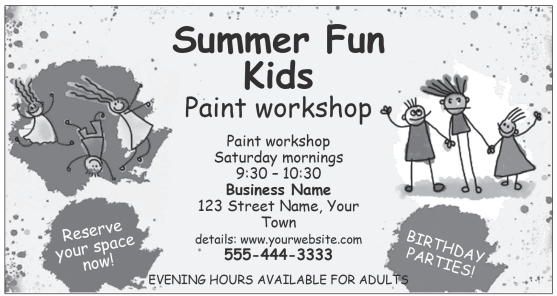 Summer Fun
Kids
Paint workshop
Paint workshop
Saturday mornings
9:30 - 10:30
Business Name
123 Street Name, Your
Town
details: www.yourwebsite.com
555-444-3333
Reserve
your space
now!
BIRTHDAY
PARTIES!
EVENING HOURS AVAILABLE FOR ADULTS